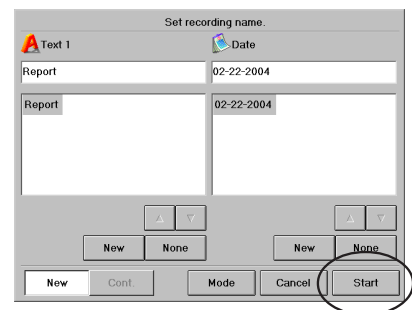 Set recording name.
Text 1
Date
Report
02-22-2004
Report
02-22-2004
New None
New None
New Cont. Mode Cancel Start